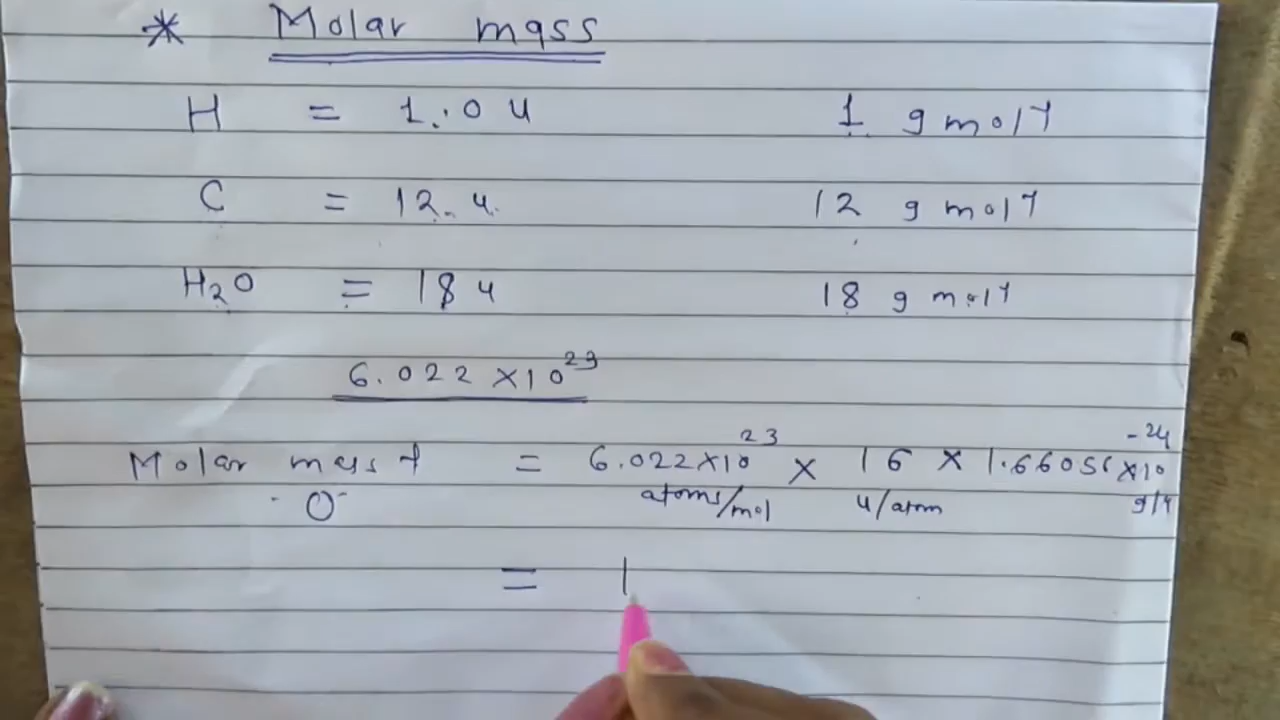 * Molar mass
H = 1.0 u 1 g mol⁻¹
C = 12. u. 12 g mol⁻¹
H₂O = 18 u 18 g mol⁻¹
6.022 ×10²³
Molar mass of = 6.022×10²³ × 16 × 1.66056 ×10⁻²⁴
O atoms/mol u/atom g/u
= 1